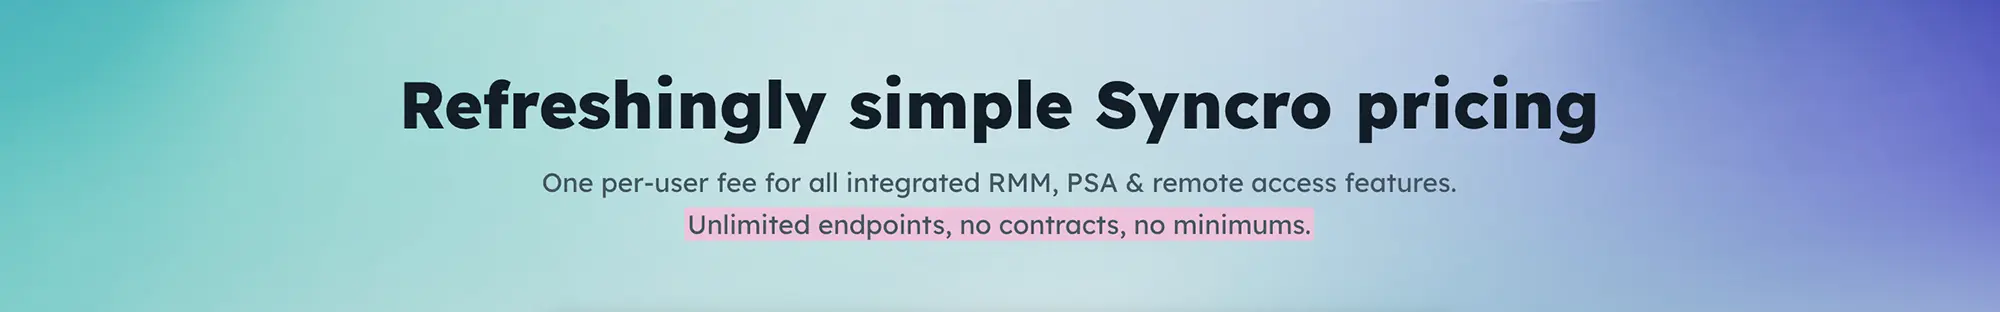 Refreshingly simple Syncro pricing
One per-user fee for all integrated RMM, PSA & remote access features.
Unlimited endpoints, no contracts, no minimums.